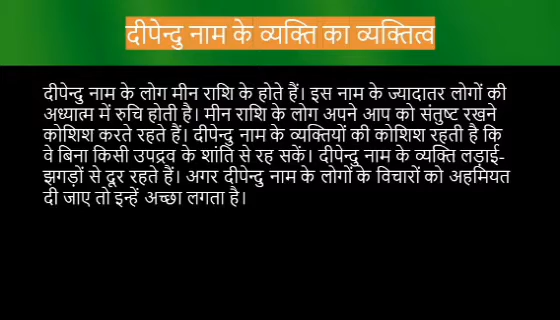 दीपेन्दु नाम के व्यक्ति का व्यक्तित्व
दीपेन्दु नाम के लोग मीन राशि के होते हैं। इस नाम के ज्यादातर लोगों की
अध्यात्म में रुचि होती है। मीन राशि के लोग अपने आप को संतुष्ट रखने
कोशिश करते रहते हैं। दीपेन्दु नाम के व्यक्तियों की कोशिश रहती है कि
वे बिना किसी उपद्रव के शांति से रह सकें। दीपेन्दु नाम के व्यक्ति लड़ाई-
झगड़ों से दूर रहते हैं। अगर दीपेन्दु नाम के लोगों के विचारों को अहमियत
दी जाए तो इन्हें अच्छा लगता है।